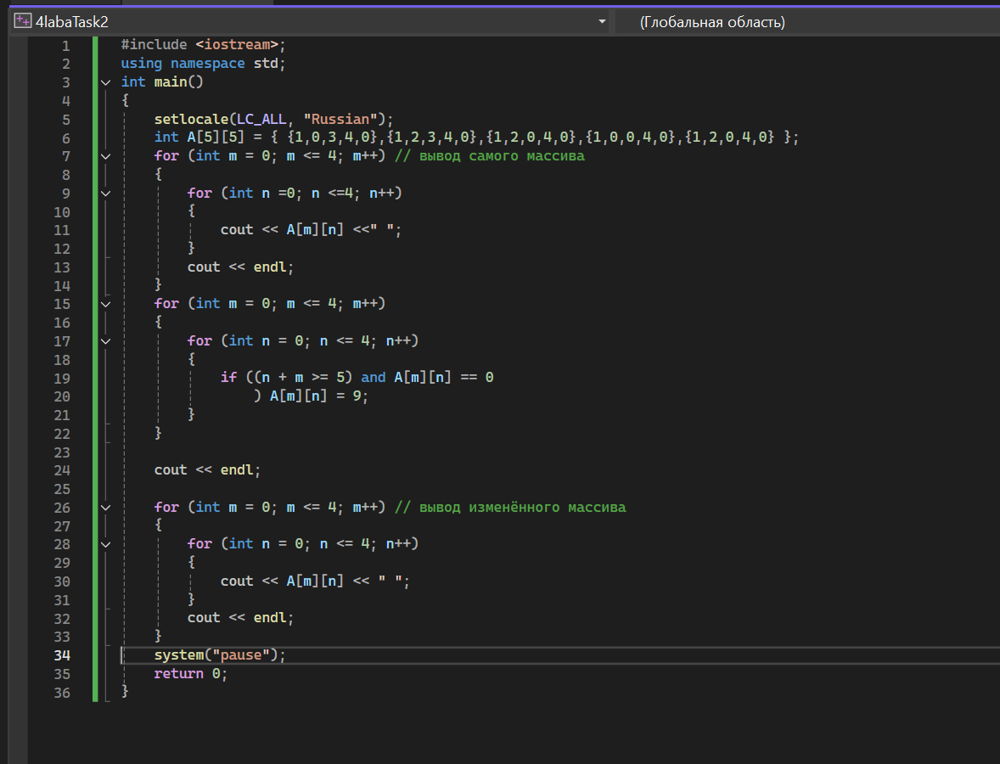 4labaTask2 (Глобальная область)
1 #include <iostream>;
2 using namespace std;
3 int main()
4 {
5 setlocale(LC_ALL, "Russian");
6 int A[5][5] = { {1,0,3,4,0},{1,2,3,4,0},{1,2,0,4,0},{1,0,0,4,0},{1,2,0,4,0} };
7 for (int m = 0; m <= 4; m++) // вывод самого массива
8 {
9 for (int n =0; n <=4; n++)
10 {
11 cout << A[m][n] <<" ";
12 }
13 cout << endl;
14 }
15 for (int m = 0; m <= 4; m++)
16 {
17 for (int n = 0; n <= 4; n++)
18 {
19 if ((n + m >= 5) and A[m][n] == 0
20 ) A[m][n] = 9;
21 }
22 }
23
24 cout << endl;
25
26 for (int m = 0; m <= 4; m++) // вывод изменённого массива
27 {
28 for (int n = 0; n <= 4; n++)
29 {
30 cout << A[m][n] << " ";
31 }
32 cout << endl;
33 }
34 system("pause");
35 return 0;
36 }